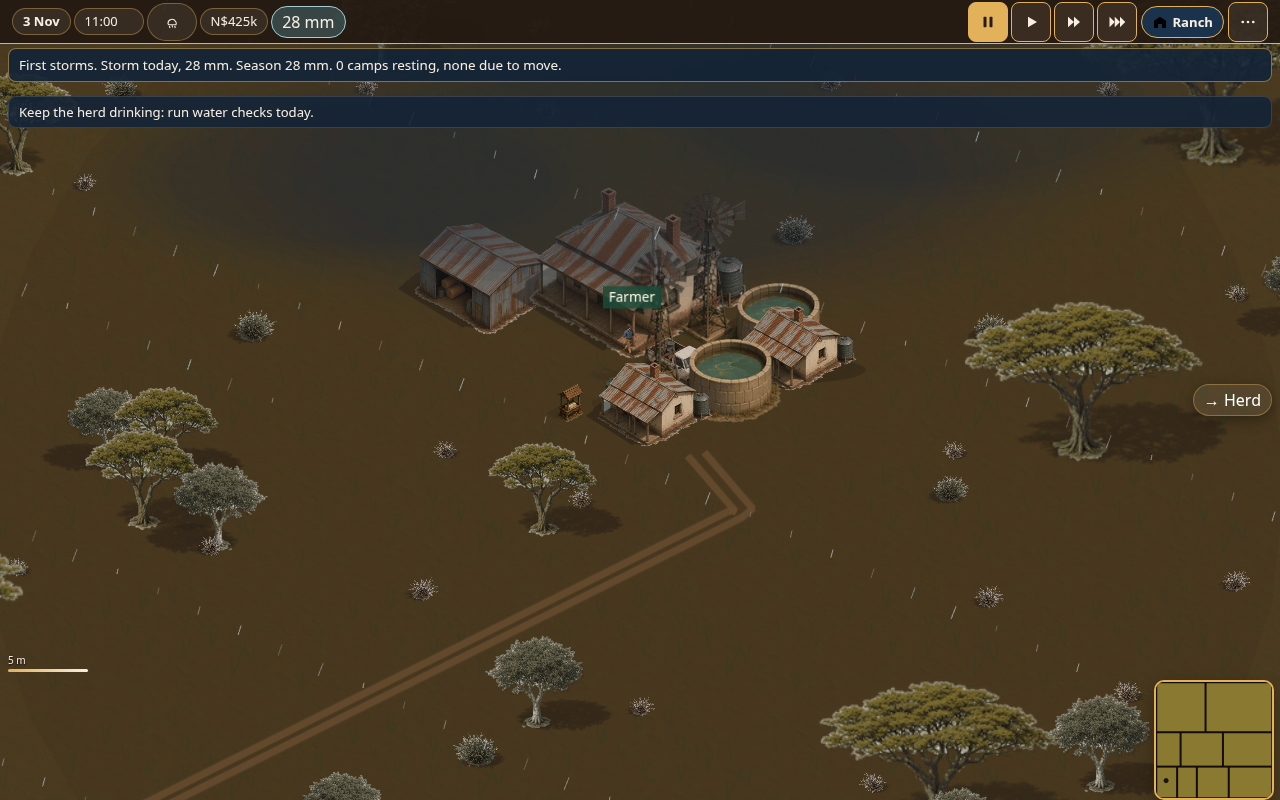 3 Nov
11:00
N$425k
28 mm
Ranch
First storms. Storm today, 28 mm. Season 28 mm. 0 camps resting, none due to move.
Keep the herd drinking: run water checks today.
Farmer
→ Herd
5 m